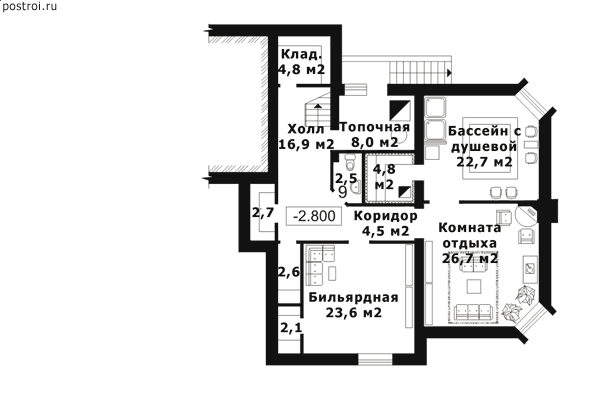 postroi.ru
Клад.
4,8 м2
Холл
16,9 м2
Топочная
8,0 м2
Бассейн с
душевой
22,7 м2
2,5
9
4,8
м2
2,7
-2.800
Коридор
4,5 м2
Комната
отдыха
26,7 м2
2,6
Бильярдная
23,6 м2
2,1